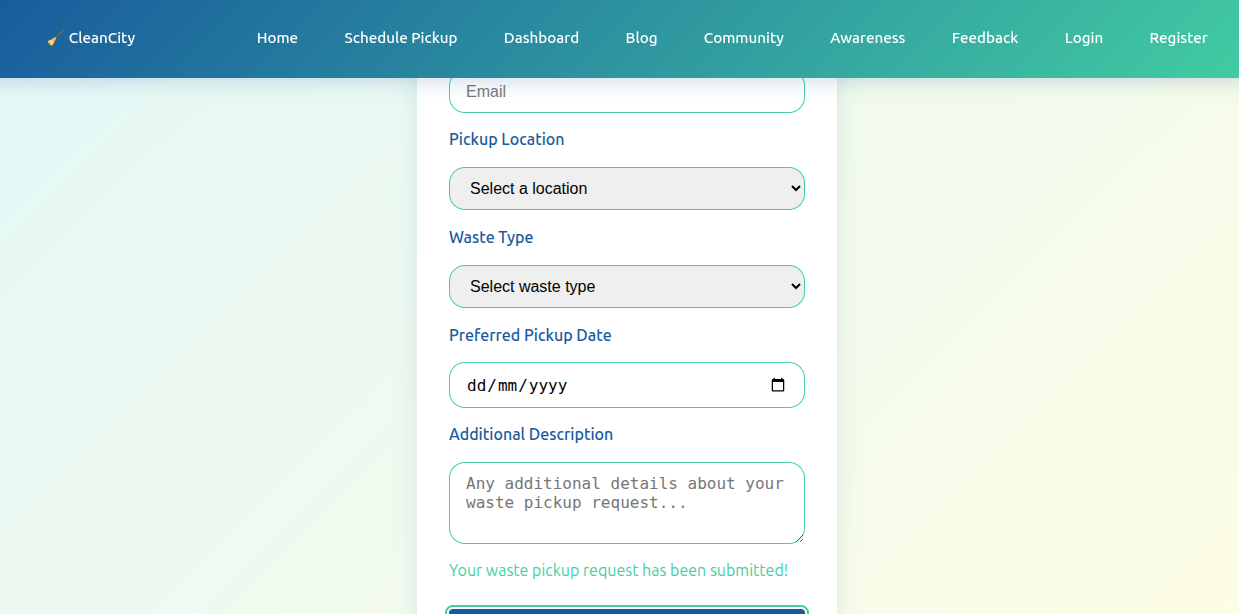 🧹 CleanCity Home Schedule Pickup Dashboard Blog Community Awareness Feedback Login Register
Email
Pickup Location
Select a location
Waste Type
Select waste type
Preferred Pickup Date
dd/mm/yyyy
Additional Description
Any additional details about your
waste pickup request...
Your waste pickup request has been submitted!